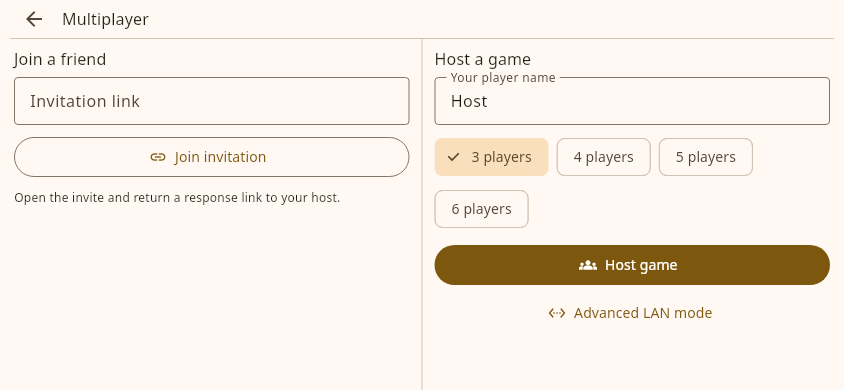 Multiplayer
Join a friend
Invitation link
Join invitation
Open the invite and return a response link to your host.
Host a game
Your player name
Host
3 players
4 players
5 players
6 players
Host game
Advanced LAN mode